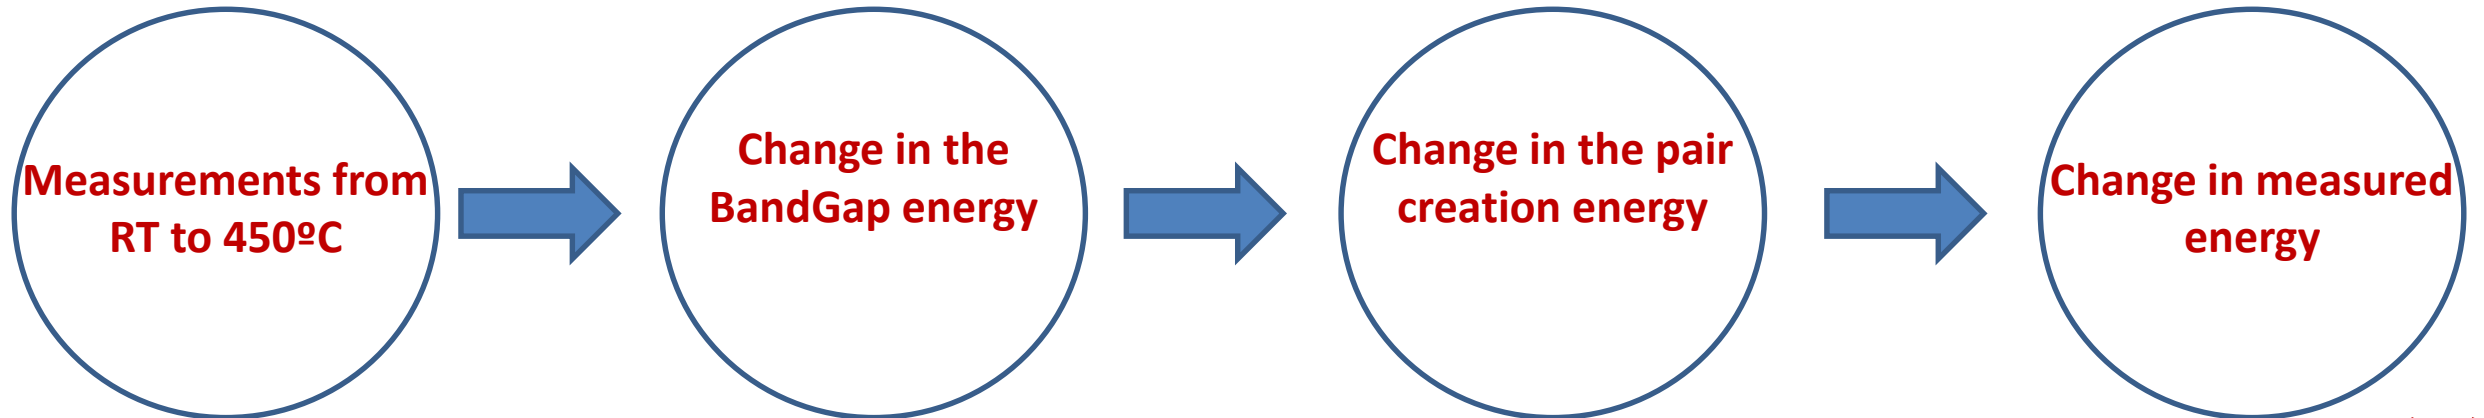 Measurements from
RT to 450ºC
Change in the
BandGap energy
Change in the pair
creation energy
Change in measured
energy